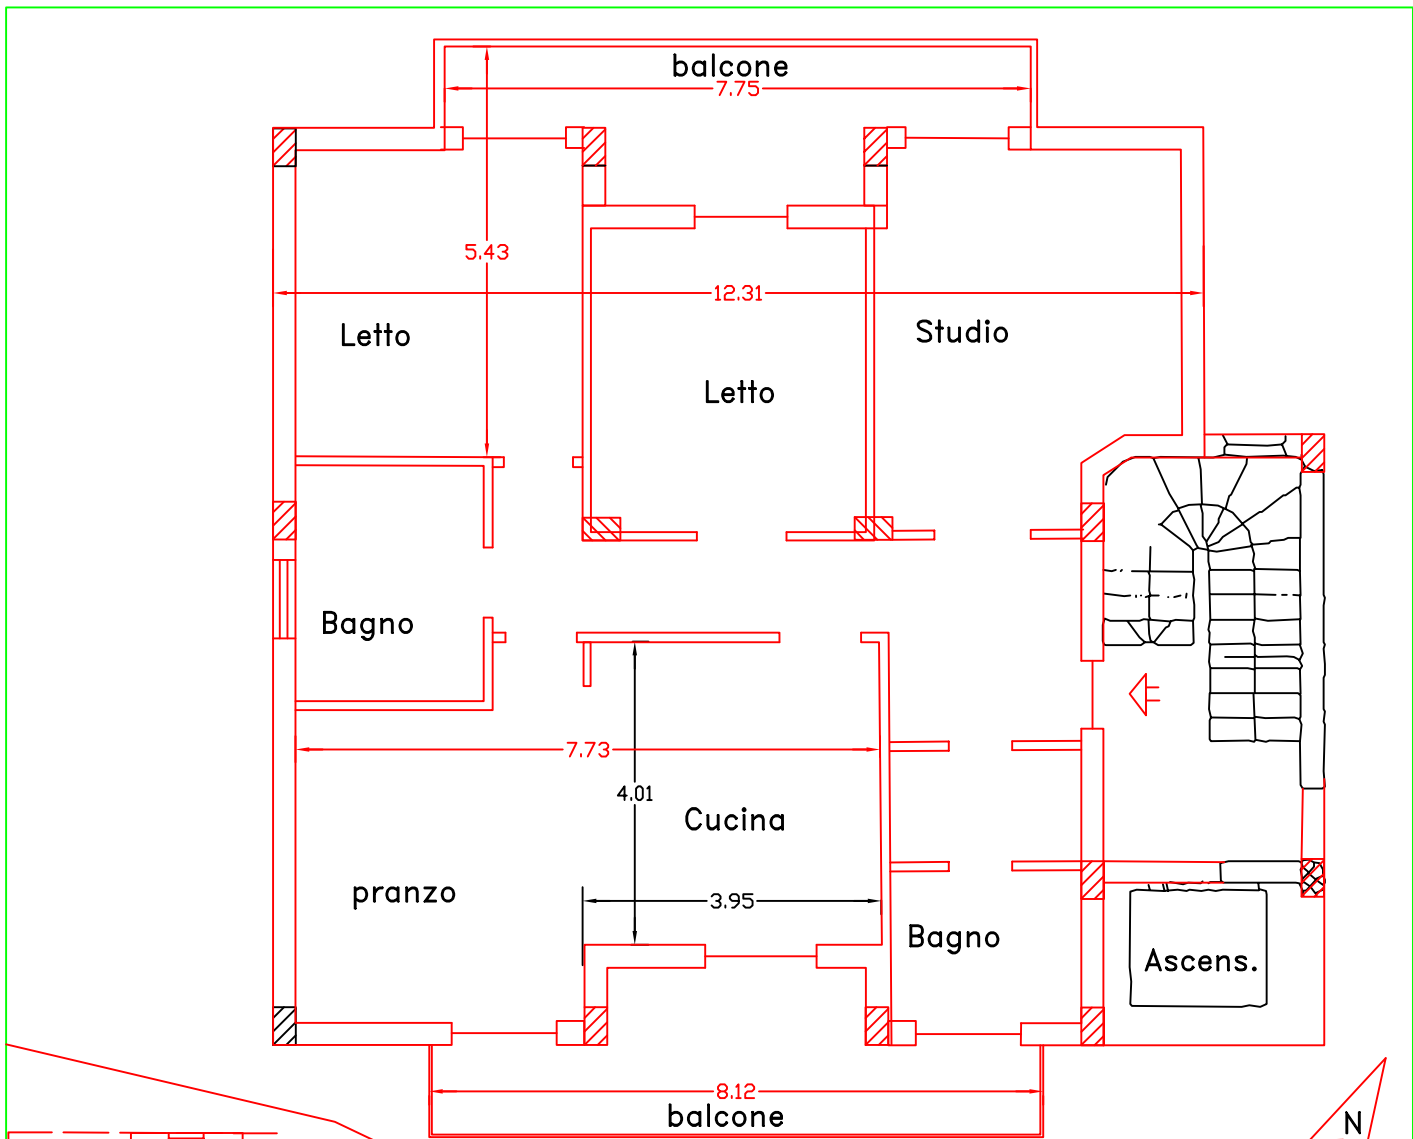 balcone
7.75
5.43
12.31
Letto
Studio
Letto
Bagno
7.73
4.01
Cucina
pranzo
3.95
Bagno
Ascens.
8.12
balcone
N